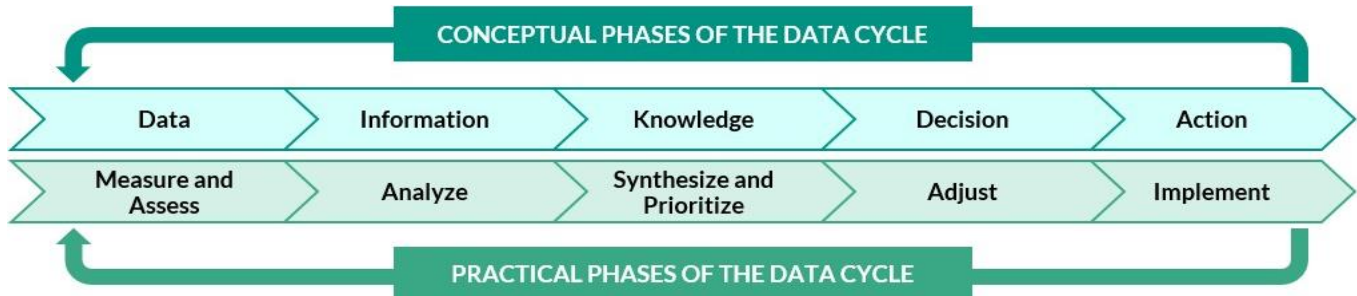 CONCEPTUAL PHASES OF THE DATA CYCLE
Data
Information
Knowledge
Decision
Action
Measure and
Assess
Analyze
Synthesize and
Prioritize
Adjust
Implement
PRACTICAL PHASES OF THE DATA CYCLE